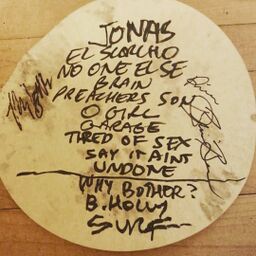 JONAS
EL SCORCHO
NO ONE ELSE
BRAIN
PREACHERS SON
O GIRL
GARAGE
TIRED OF SEX
SAY IT AINT
UNDONE
WHY BOTHER?
B. HOLLY
SURF